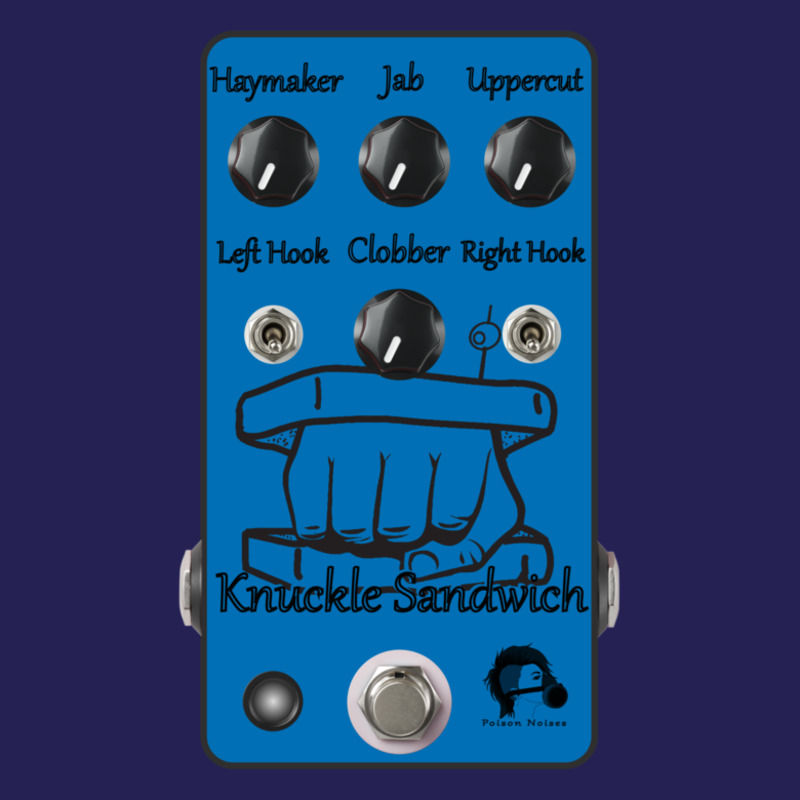 Haymaker Jab Uppercut
Left Hook Clobber Right Hook
Knuckle Sandwich
Poison Noises